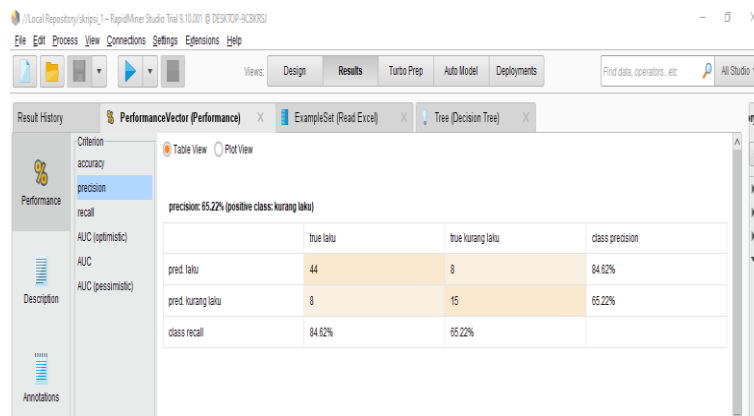 //Local Repository/skripsi_1 – RapidMiner Studio Trial 9.10.001 @ DESKTOP-9C8KRSJ
File Edit Process View Connections Settings Extensions Help
Views: Design Results Turbo Prep Auto Model Deployments Find data, operators...etc All Studio
Result History PerformanceVector (Performance) ExampleSet (Read Excel) Tree (Decision Tree)
Criterion
accuracy
precision
recall
AUC (optimistic)
AUC
AUC (pessimistic)
Performance
Description
Annotations
Table View Plot View
precision: 65.22% (positive class: kurang laku)
true laku true kurang laku class precision
pred. laku 44 8 84.62%
pred. kurang laku 8 15 65.22%
class recall 84.62% 65.22%